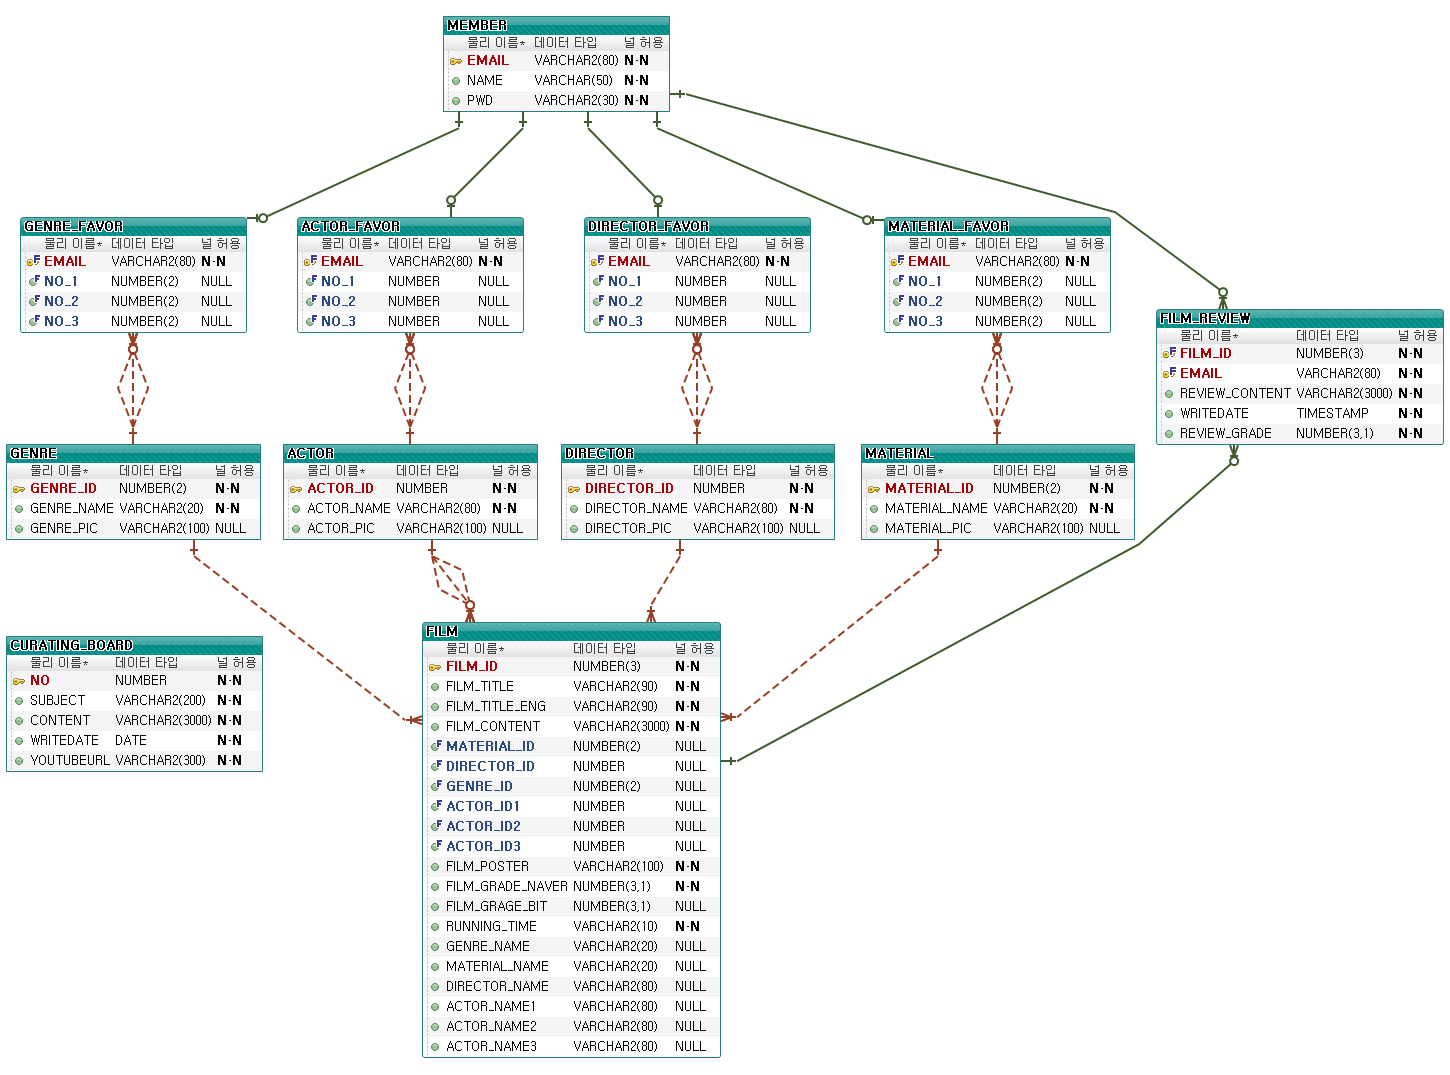 MEMBER
물리 이름* 데이터 타입 널 허용
EMAIL VARCHAR2(80) N·N
NAME VARCHAR(50) N·N
PWD VARCHAR2(30) N·N
GENRE_FAVOR
물리 이름* 데이터 타입 널 허용
EMAIL VARCHAR2(80) N·N
NO_1 NUMBER(2) NULL
NO_2 NUMBER(2) NULL
NO_3 NUMBER(2) NULL
ACTOR_FAVOR
물리 이름* 데이터 타입 널 허용
EMAIL VARCHAR2(80) N·N
NO_1 NUMBER NULL
NO_2 NUMBER NULL
NO_3 NUMBER NULL
DIRECTOR_FAVOR
물리 이름* 데이터 타입 널 허용
EMAIL VARCHAR2(80) N·N
NO_1 NUMBER NULL
NO_2 NUMBER NULL
NO_3 NUMBER NULL
MATERIAL_FAVOR
물리 이름* 데이터 타입 널 허용
EMAIL VARCHAR2(80) N·N
NO_1 NUMBER(2) NULL
NO_2 NUMBER(2) NULL
NO_3 NUMBER(2) NULL
FILM_REVIEW
물리 이름* 데이터 타입 널 허용
FILM_ID NUMBER(3) N·N
EMAIL VARCHAR2(80) N·N
REVIEW_CONTENT VARCHAR2(3000) N·N
WRITEDATE TIMESTAMP N·N
REVIEW_GRADE NUMBER(3,1) N·N
GENRE
물리 이름* 데이터 타입 널 허용
GENRE_ID NUMBER(2) N·N
GENRE_NAME VARCHAR2(20) N·N
GENRE_PIC VARCHAR2(100) NULL
ACTOR
물리 이름* 데이터 타입 널 허용
ACTOR_ID NUMBER N·N
ACTOR_NAME VARCHAR2(80) N·N
ACTOR_PIC VARCHAR2(100) NULL
DIRECTOR
물리 이름* 데이터 타입 널 허용
DIRECTOR_ID NUMBER N·N
DIRECTOR_NAME VARCHAR2(80) N·N
DIRECTOR_PIC VARCHAR2(100) NULL
MATERIAL
물리 이름* 데이터 타입 널 허용
MATERIAL_ID NUMBER(2) N·N
MATERIAL_NAME VARCHAR2(20) N·N
MATERIAL_PIC VARCHAR2(100) NULL
CURATING_BOARD
물리 이름* 데이터 타입 널 허용
NO NUMBER N·N
SUBJECT VARCHAR2(200) N·N
CONTENT VARCHAR2(3000) N·N
WRITEDATE DATE N·N
YOUTUBEURL VARCHAR2(300) N·N
FILM
물리 이름* 데이터 타입 널 허용
FILM_ID NUMBER(3) N·N
FILM_TITLE VARCHAR2(90) N·N
FILM_TITLE_ENG VARCHAR2(90) N·N
FILM_CONTENT VARCHAR2(3000) N·N
MATERIAL_ID NUMBER(2) NULL
DIRECTOR_ID NUMBER NULL
GENRE_ID NUMBER(2) NULL
ACTOR_ID1 NUMBER NULL
ACTOR_ID2 NUMBER NULL
ACTOR_ID3 NUMBER NULL
FILM_POSTER VARCHAR2(100) N·N
FILM_GRADE_NAVER NUMBER(3,1) N·N
FILM_GRAGE_BIT NUMBER(3,1) NULL
RUNNING_TIME VARCHAR2(10) N·N
GENRE_NAME VARCHAR2(20) NULL
MATERIAL_NAME VARCHAR2(20) NULL
DIRECTOR_NAME VARCHAR2(80) NULL
ACTOR_NAME1 VARCHAR2(80) NULL
ACTOR_NAME2 VARCHAR2(80) NULL
ACTOR_NAME3 VARCHAR2(80) NULL